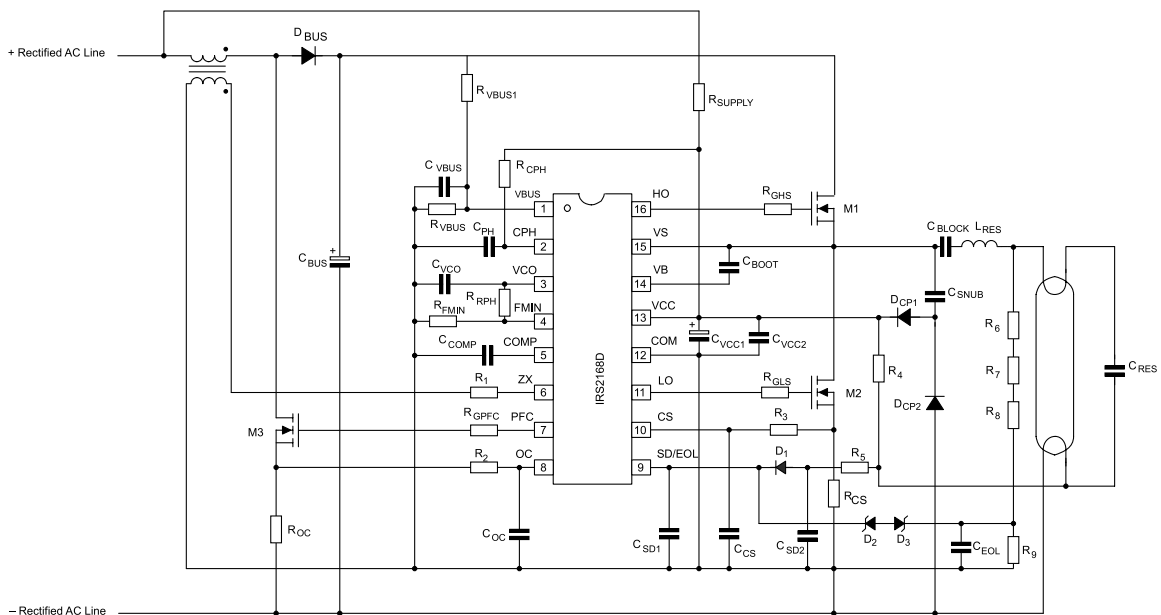 + Rectified AC Line
D BUS
R VBUS1
R SUPPLY
C VBUS
R CPH
VBUS
1
R VBUS
CPH
2
C PH
C VCO
VCO
3
R RPH
R FMIN
FMIN
4
C COMP
COMP
5
R1
ZX
6
R GPFC
PFC
7
R2
OC
8
IRS2168D
HO
16
VS
15
VB
14
VCC
13
COM
12
LO
11
CS
10
SD/EOL
9
R GHS
M1
C BOOT
C BLOCK
L RES
C SNUB
D CP1
+
C VCC1
C VCC2
R4
R GLS
M2
D CP2
R6
R7
R8
C RES
R3
D1
R5
R CS
+
C BUS
M3
R OC
C OC
C SD1
C CS
C SD2
D2
D3
C EOL
R9
– Rectified AC Line